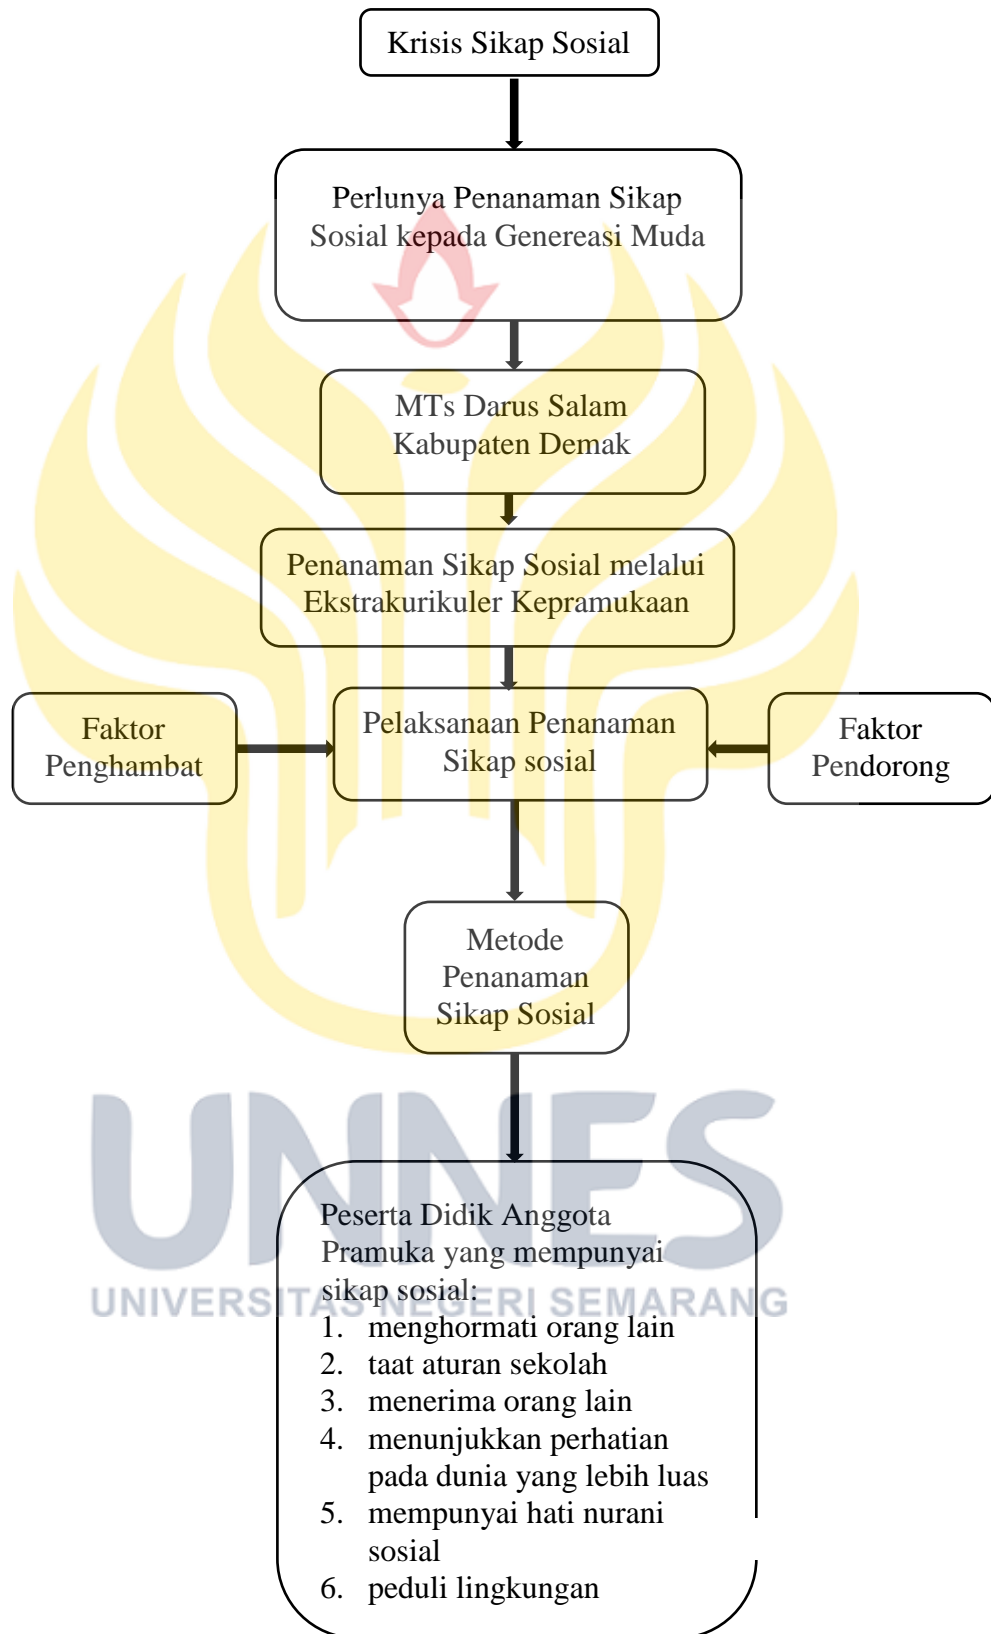 Krisis Sikap Sosial
Perlunya Penanaman Sikap
Sosial kepada Genereasi Muda
MTs Darus Salam
Kabupaten Demak
Penanaman Sikap Sosial melalui
Ekstrakurikuler Kepramukaan
Faktor
Penghambat
Pelaksanaan Penanaman
Sikap sosial
Faktor
Pendorong
Metode
Penanaman
Sikap Sosial
UNNES
UNIVERSITAS NEGERI SEMARANG
Peserta Didik Anggota
Pramuka yang mempunyai
sikap sosial:
1. menghormati orang lain
2. taat aturan sekolah
3. menerima orang lain
4. menunjukkan perhatian
pada dunia yang lebih luas
5. mempunyai hati nurani
sosial
6. peduli lingkungan